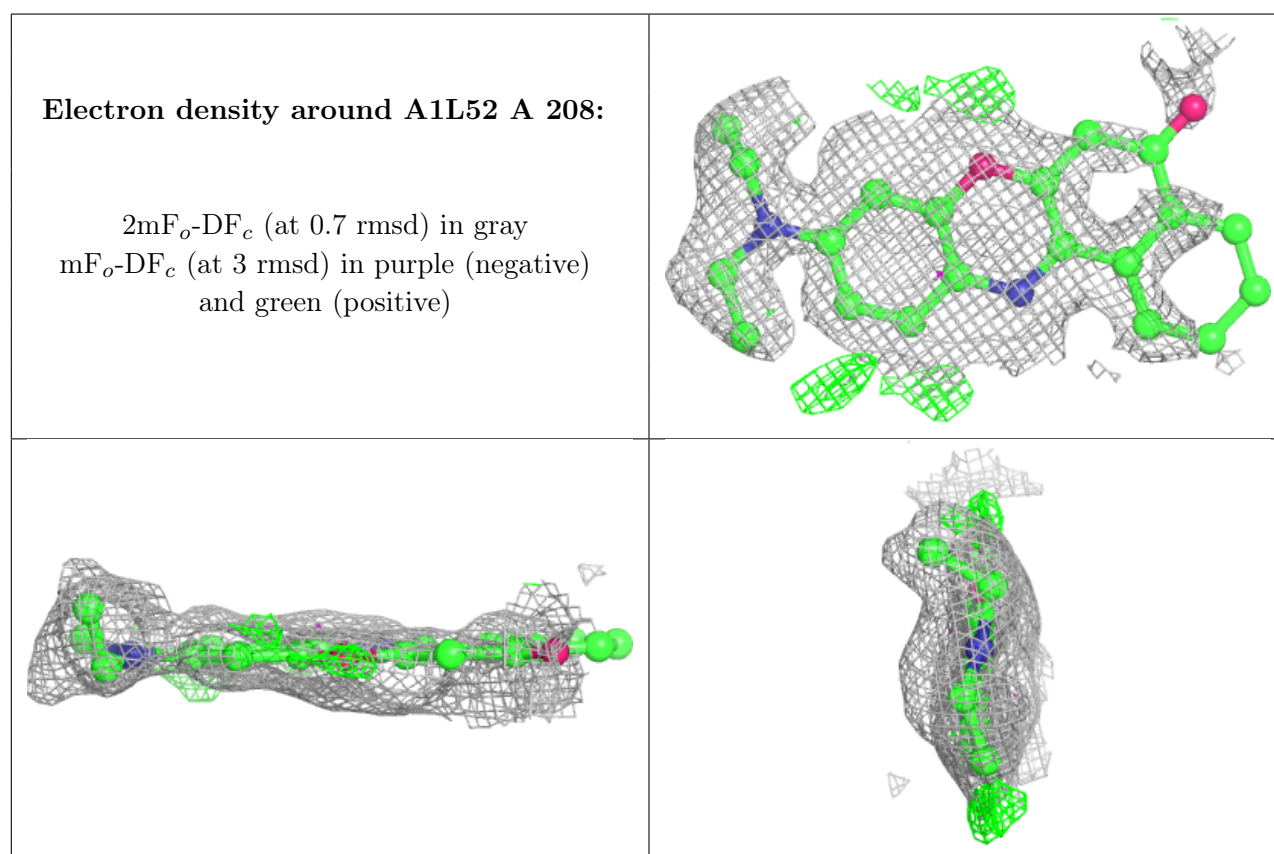 Electron density around A1L52 A 208:
2mFo-DFc (at 0.7 rmsd) in gray
mFo-DFc (at 3 rmsd) in purple (negative)
and green (positive)